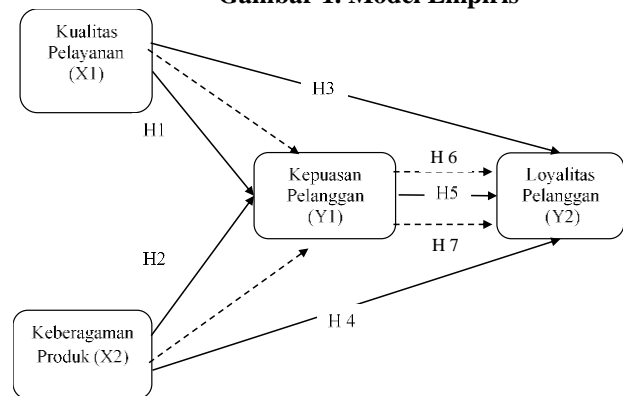 Gambar 1. Model Empiris
Kualitas
Pelayanan
(X1)
H3
H1
H 6
Kepuasan
Pelanggan
(Y1)
H5
Loyalitas
Pelanggan
(Y2)
H 7
H2
H 4
Keberagaman
Produk (X2)